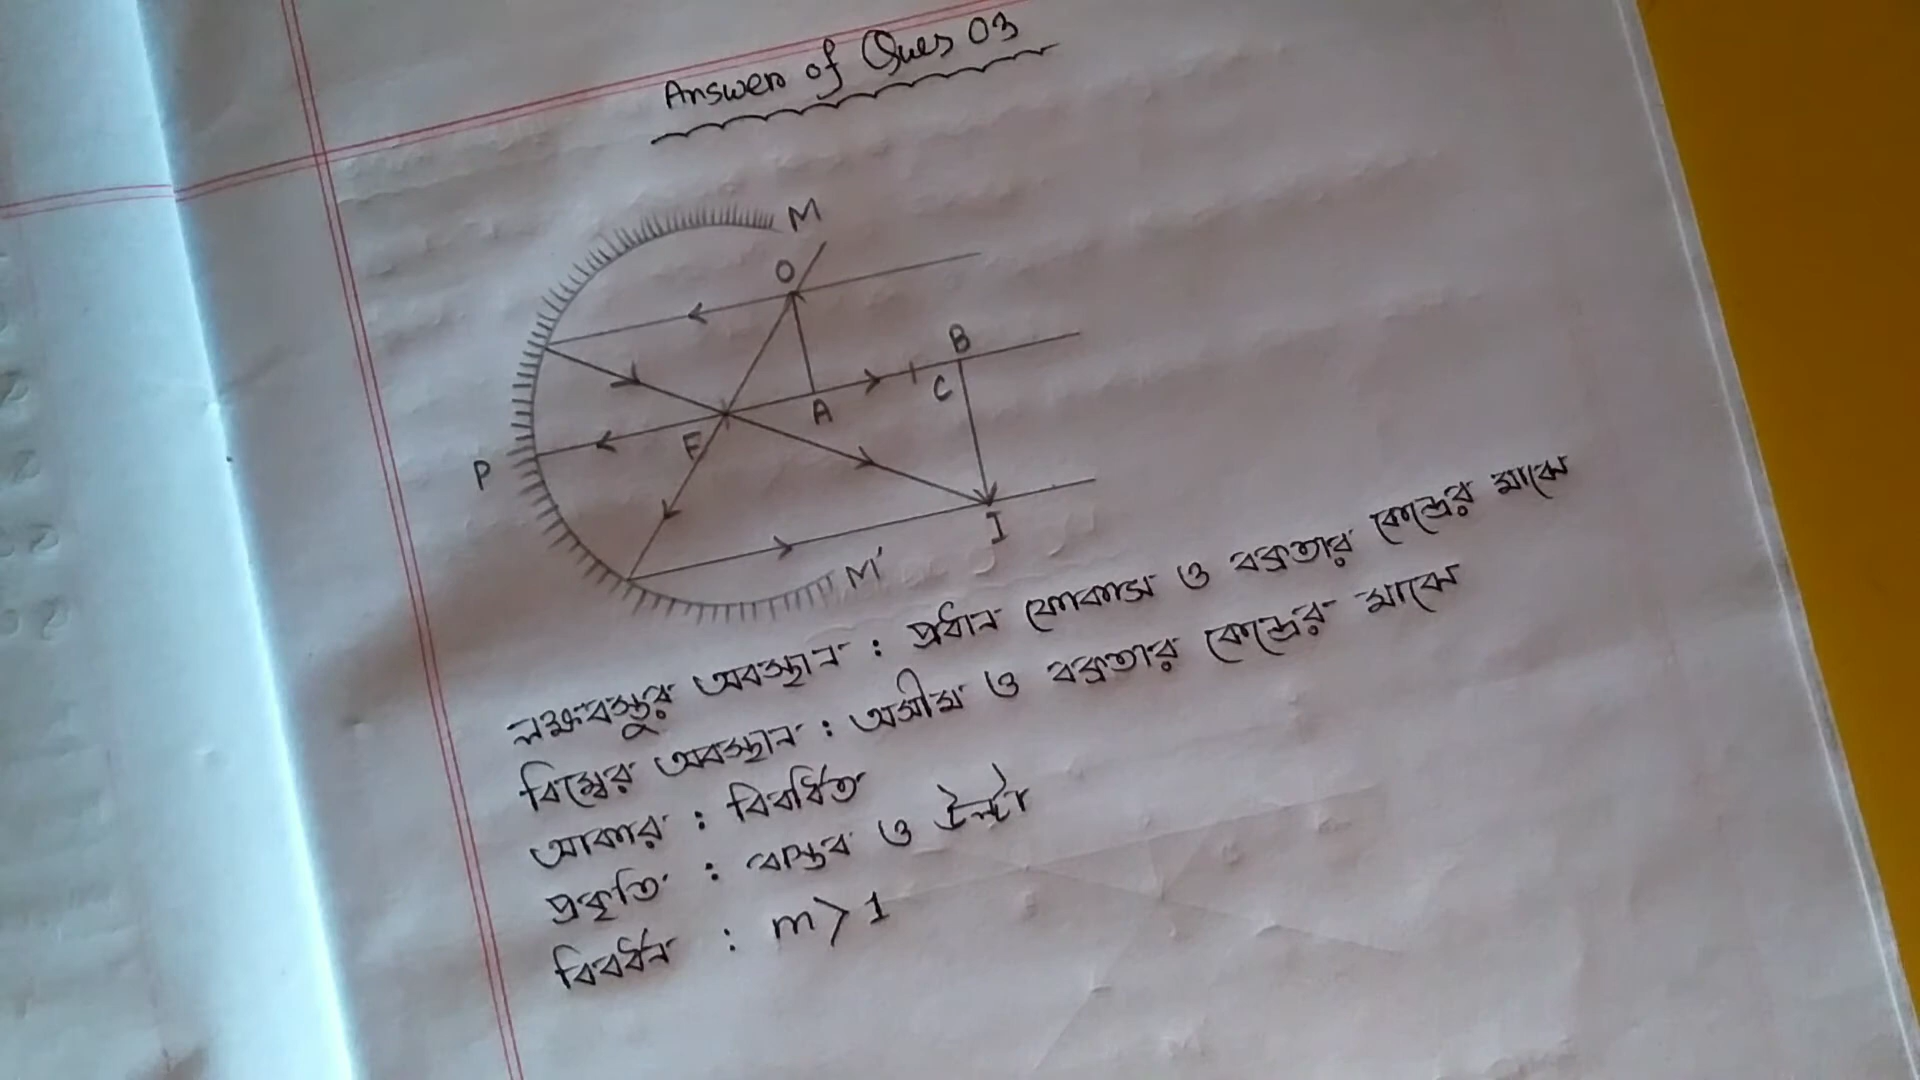 Answer of Ques 03
M
O
B
C
A
F
P
I
M'
লক্ষ্যবস্তুর অবস্থান : প্রধান ফোকাস ও বক্রতার কেন্দ্রের মাঝে
বিম্বের অবস্থান : অসীম ও বক্রতার কেন্দ্রের মাঝে
আকার : বিবর্ধিত
প্রকৃতি : বাস্তব ও উল্টো
বিবর্ধন : m > 1